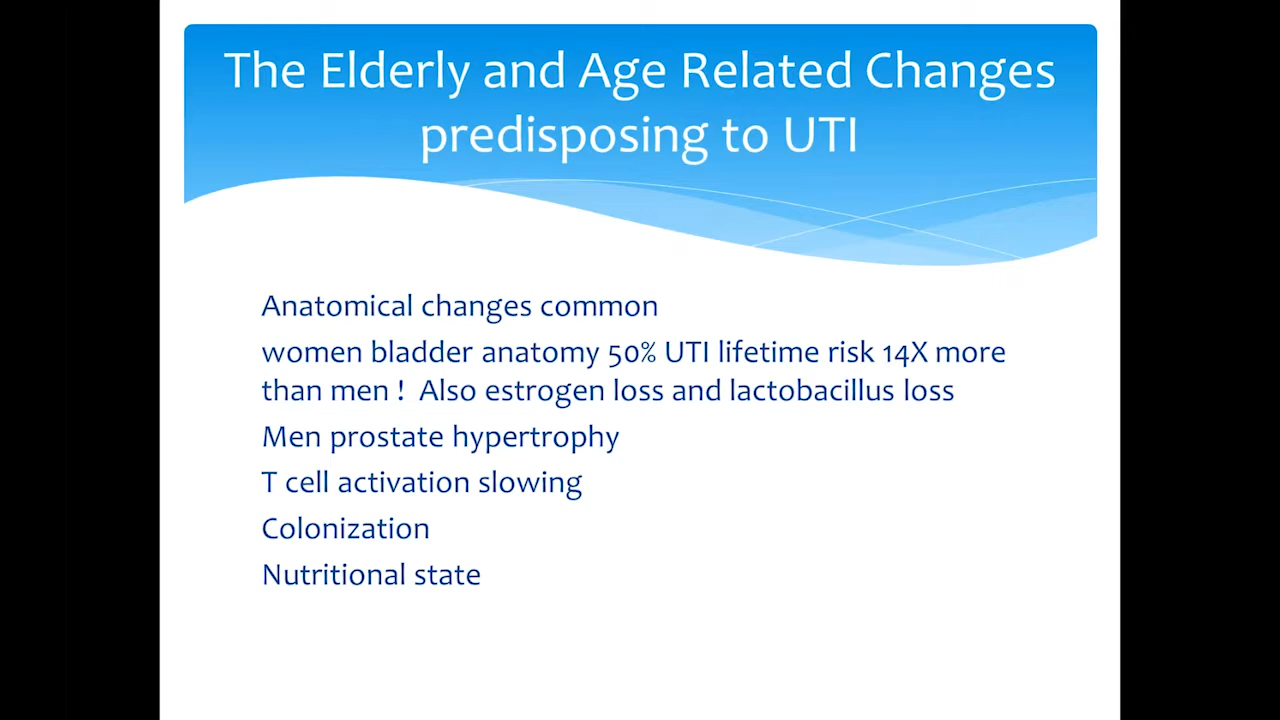 The Elderly and Age Related Changes
predisposing to UTI
Anatomical changes common
women bladder anatomy 50% UTI lifetime risk 14X more
than men ! Also estrogen loss and lactobacillus loss
Men prostate hypertrophy
T cell activation slowing
Colonization
Nutritional state